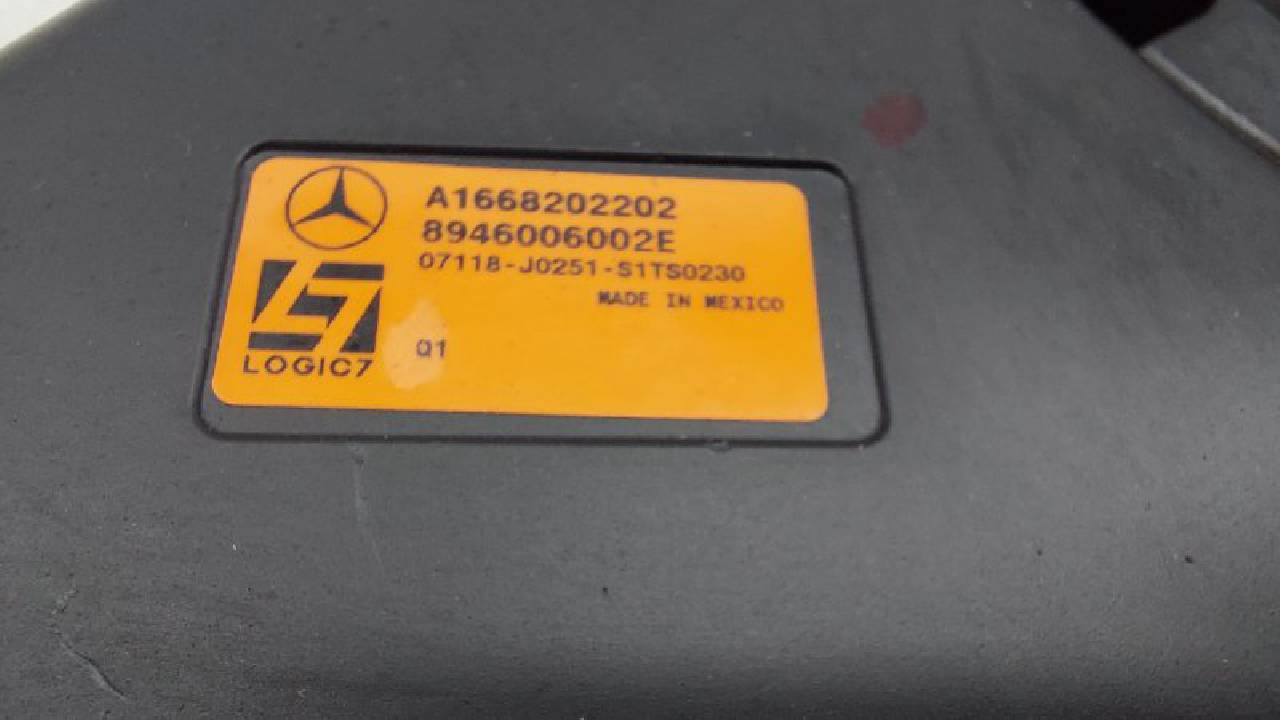 A1668202202
8946006002E
07118-J0251-S1TS0230
MADE IN MEXICO
LOGIC7
Q1